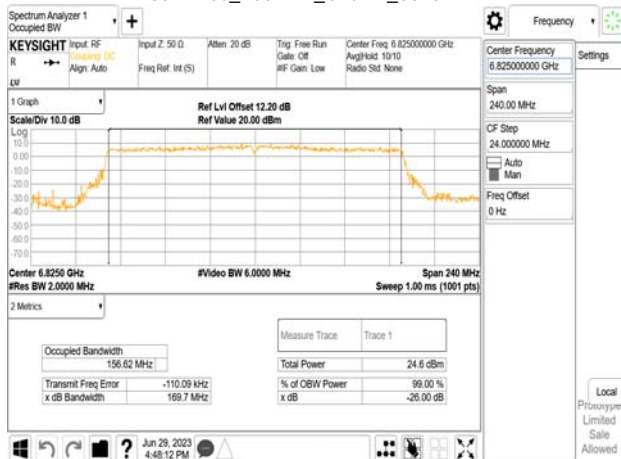 Spectrum Analyzer 1
Occupied BW
Frequency
KEYSIGHT
Input: RF
Coupling: DC
Align: Auto
Input Z: 50 Ω
Freq Ref: Int (S)
Atten: 20 dB
Trig: Free Run
Gate: Off
#IF Gain: Low
Center Freq: 6.825000000 GHz
Avg|Hold: 10/10
Radio Std: None
R
LXI
Center Frequency
6.825000000 GHz
Settings
Span
240.00 MHz
CF Step
24.000000 MHz
Auto
Man
Freq Offset
0 Hz
1 Graph
Scale/Div 10.0 dB
Ref Lvl Offset 12.20 dB
Ref Value 20.00 dBm
Log
10.0
0.00
-10.0
-20.0
-30.0
-40.0
-50.0
-60.0
-70.0
Center 6.8250 GHz
#Res BW 2.0000 MHz
#Video BW 6.0000 MHz
Span 240 MHz
Sweep 1.00 ms (1001 pts)
2 Metrics
Measure Trace
Trace 1
Occupied Bandwidth
156.62 MHz
Total Power
24.6 dBm
Transmit Freq Error
-110.09 kHz
% of OBW Power
99.00 %
x dB Bandwidth
169.7 MHz
x dB
-26.00 dB
Local
Prototype
Limited
Sale
Allowed
Jun 29, 2023
4:48:12 PM